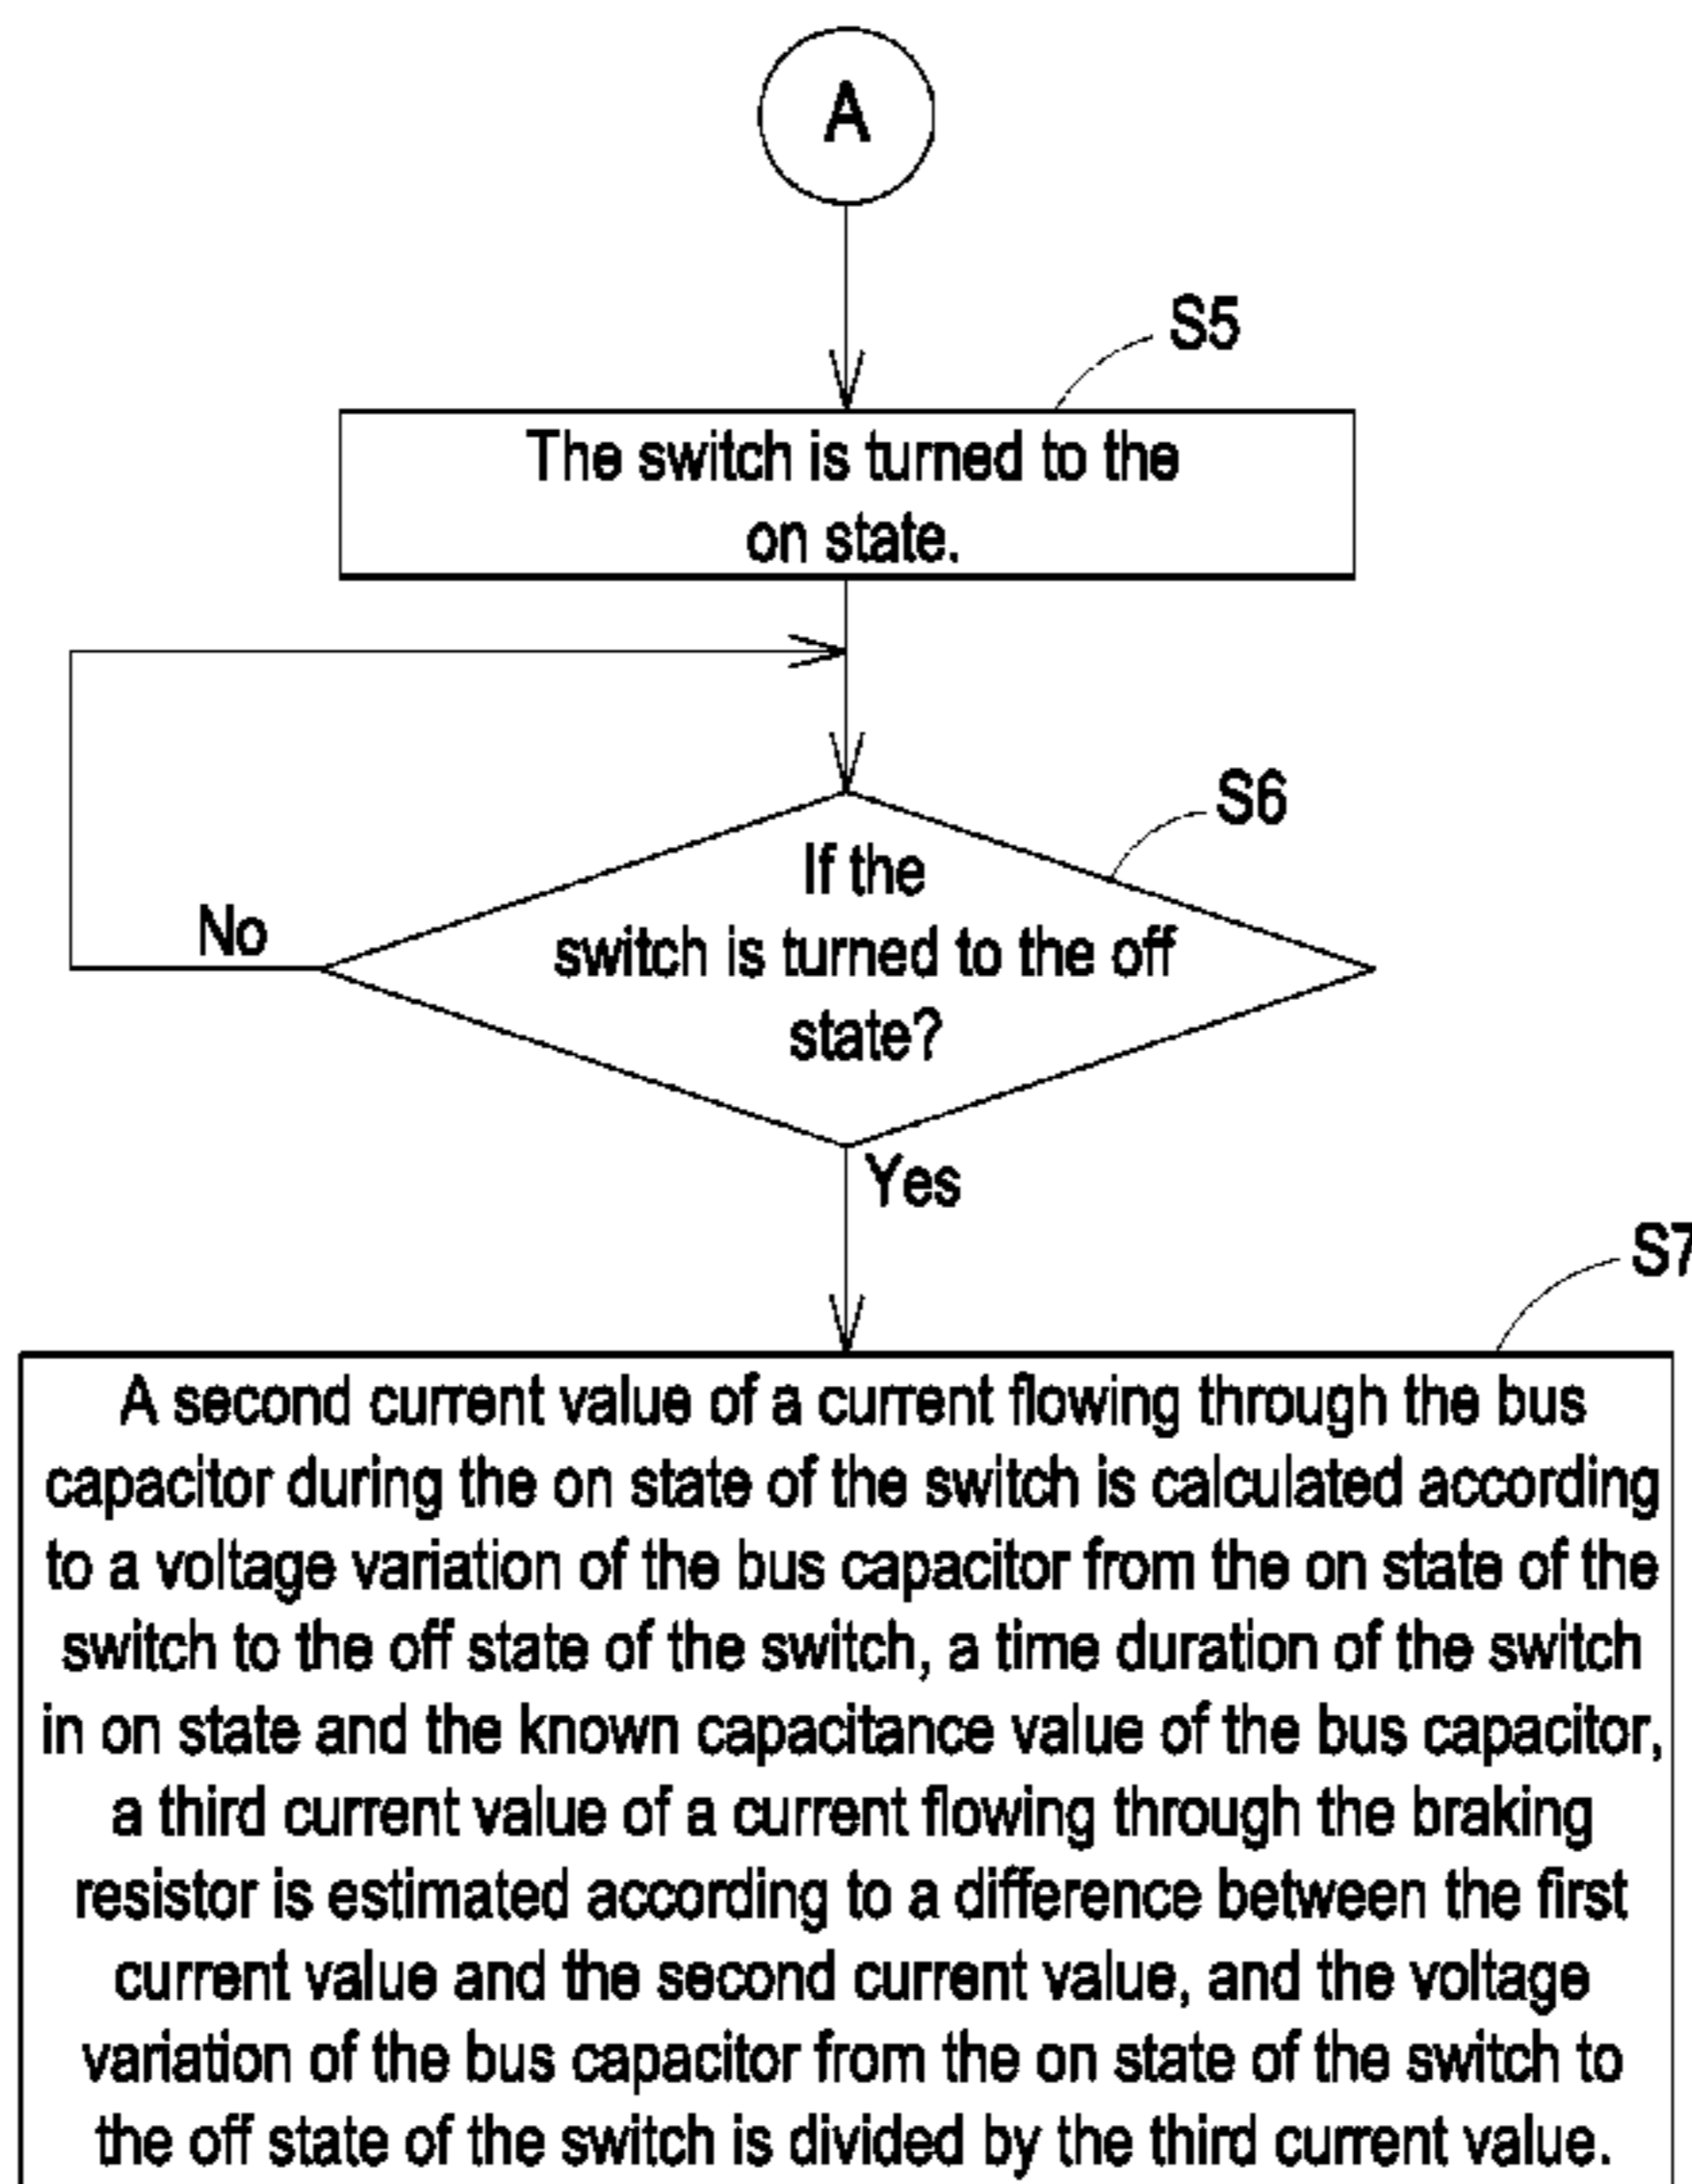 A
S5
The switch is turned to the
on state.
S6
If the
switch is turned to the off
state?
No
Yes
S7
A second current value of a current flowing through the bus
capacitor during the on state of the switch is calculated according
to a voltage variation of the bus capacitor from the on state of the
switch to the off state of the switch, a time duration of the switch
in on state and the known capacitance value of the bus capacitor,
a third current value of a current flowing through the braking
resistor is estimated according to a difference between the first
current value and the second current value, and the voltage
variation of the bus capacitor from the on state of the switch to
the off state of the switch is divided by the third current value.